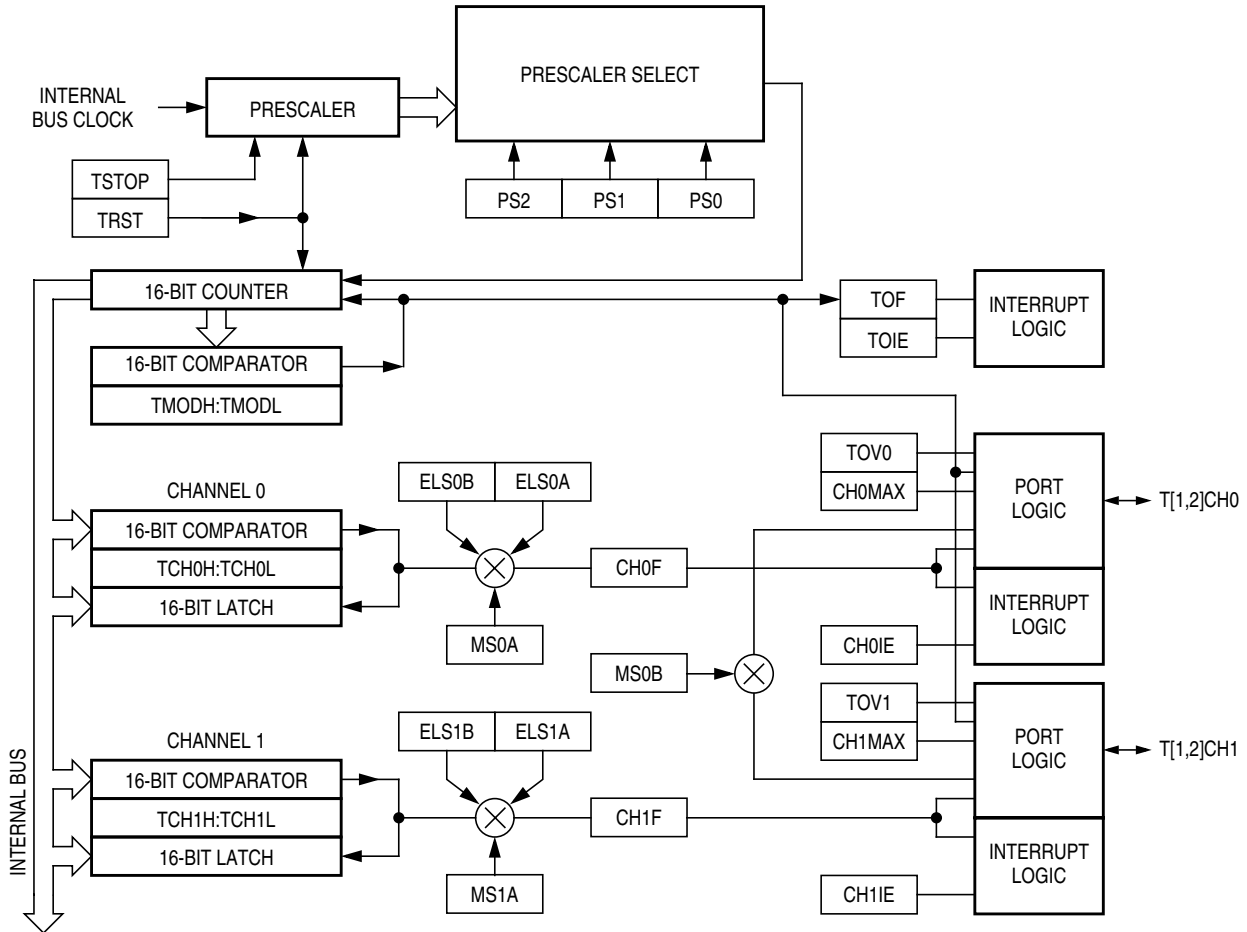 PRESCALER SELECT
INTERNAL
BUS CLOCK
PRESCALER
TSTOP
TRST
PS2
PS1
PS0
16-BIT COUNTER
TOF
TOIE
INTERRUPT
LOGIC
16-BIT COMPARATOR
TMODH:TMODL
CHANNEL 0
ELS0B
ELS0A
TOV0
CH0MAX
PORT
LOGIC
T[1,2]CH0
16-BIT COMPARATOR
TCH0H:TCH0L
16-BIT LATCH
CH0F
MS0A
INTERRUPT
LOGIC
CH0IE
MS0B
CHANNEL 1
ELS1B
ELS1A
TOV1
CH1MAX
PORT
LOGIC
T[1,2]CH1
16-BIT COMPARATOR
TCH1H:TCH1L
16-BIT LATCH
CH1F
MS1A
INTERRUPT
LOGIC
CH1IE
INTERNAL BUS